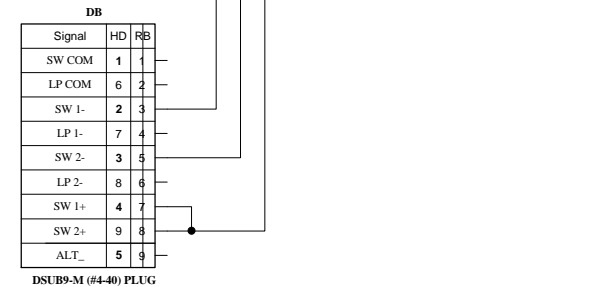 DB
Signal HD RB
SW COM 1 1
LP COM 6 2
SW 1- 2 3
LP 1- 7 4
SW 2- 3 5
LP 2- 8 6
SW 1+ 4 7
SW 2+ 9 8
ALT_ 5 9
DSUB9-M (#4-40) PLUG